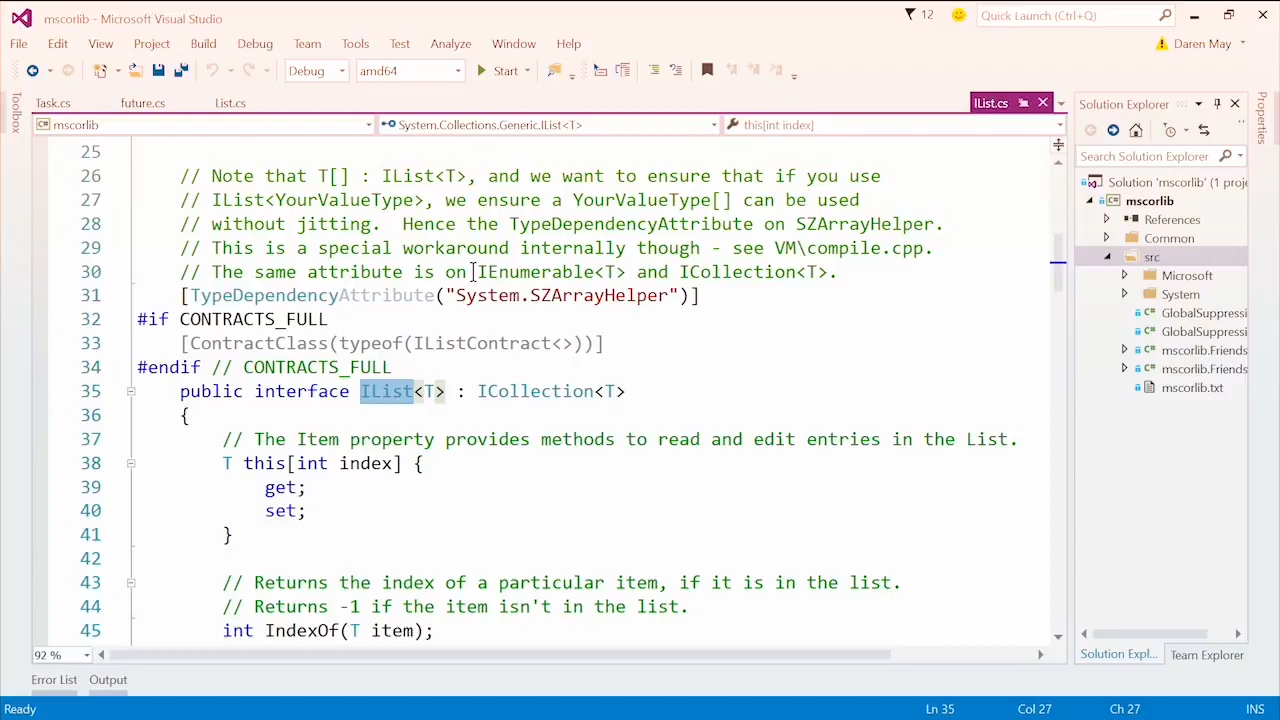 mscorlib - Microsoft Visual Studio
12
Quick Launch (Ctrl+Q)
File Edit View Project Build Debug Team Tools Test Analyze Window Help
Daren May
Debug amd64 Start
Toolbox
Task.cs future.cs List.cs IList.cs
mscorlib System.Collections.Generic.IList<T> this[int index]
25
26 // Note that T[] : IList<T>, and we want to ensure that if you use
27 // IList<YourValueType>, we ensure a YourValueType[] can be used
28 // without jitting.  Hence the TypeDependencyAttribute on SZArrayHelper.
29 // This is a special workaround internally though - see VM\compile.cpp.
30 // The same attribute is on IEnumerable<T> and ICollection<T>.
31 [TypeDependencyAttribute("System.SZArrayHelper")]
32 #if CONTRACTS_FULL
33 [ContractClass(typeof(IListContract<>))]
34 #endif // CONTRACTS_FULL
35 public interface IList<T> : ICollection<T>
36 {
37 // The Item property provides methods to read and edit entries in the List.
38 T this[int index] {
39 get;
40 set;
41 }
42
43 // Returns the index of a particular item, if it is in the list.
44 // Returns -1 if the item isn't in the list.
45 int IndexOf(T item);
92 %
Solution Explorer
Search Solution Explorer
Solution 'mscorlib' (1 proje
C# mscorlib
References
Common
src
Microsoft
System
C# GlobalSuppressi
C# GlobalSuppressi
C# mscorlib.Friends
C# mscorlib.Friends
mscorlib.txt
Solution Expl... Team Explorer
Properties
Error List Output
Ready Ln 35 Col 27 Ch 27 INS